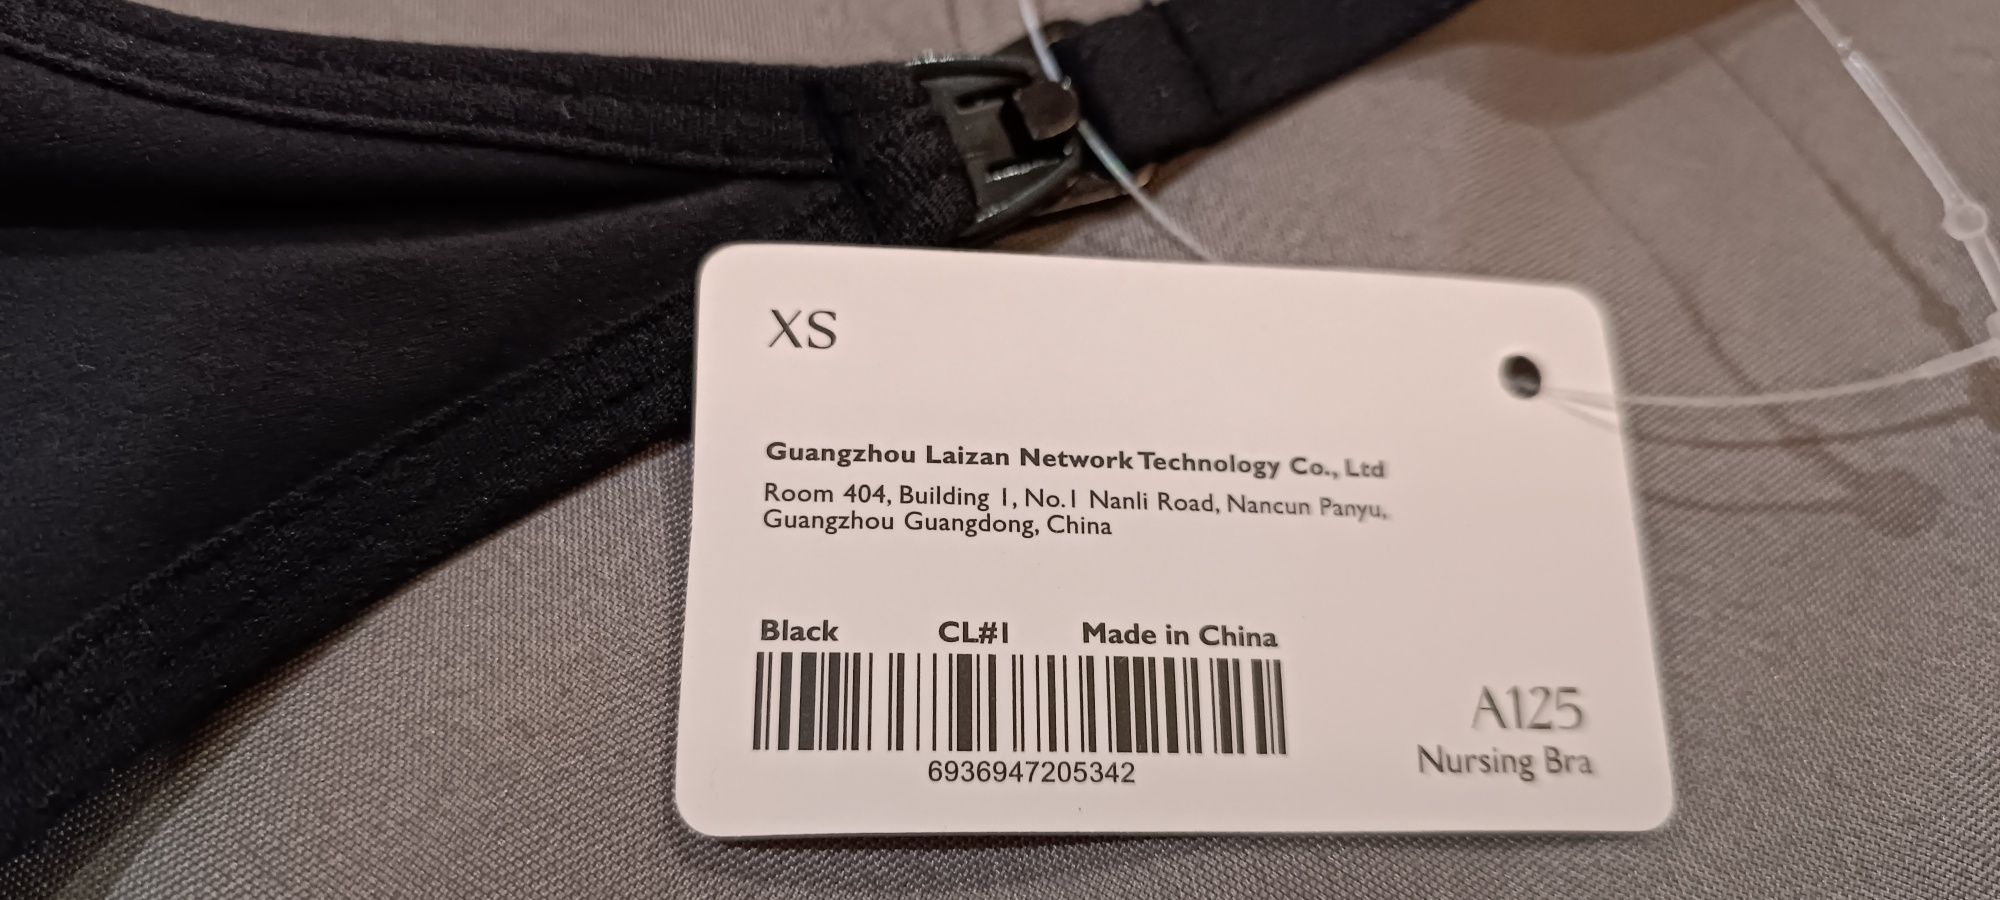 XS
Guangzhou Laizan Network Technology Co., Ltd
Room 404, Building 1, No.1 Nanli Road, Nancun Panyu,
Guangzhou Guangdong, China
Black CL#1 Made in China
6936947205342
A125
Nursing Bra